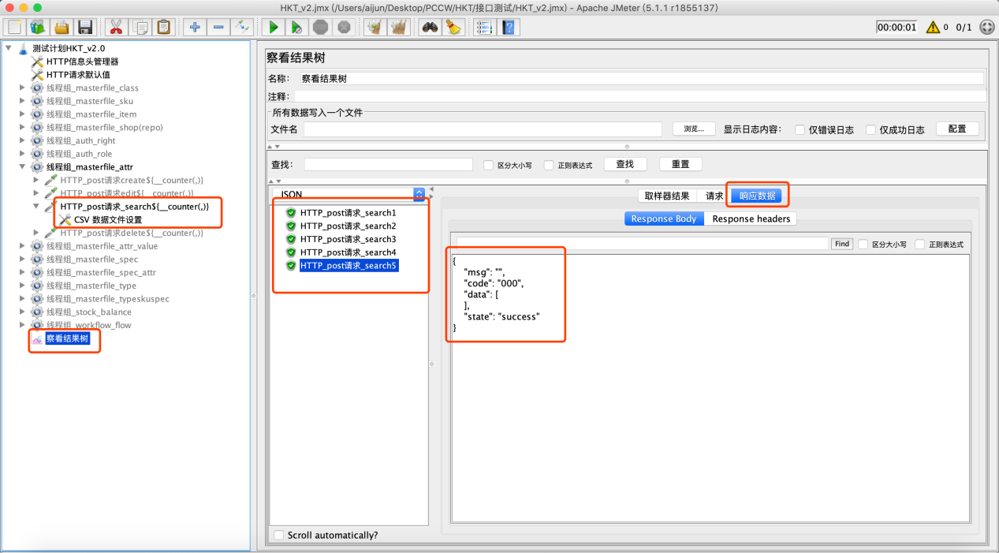 HKT_v2.jmx (/Users/aijun/Desktop/PCCW/HKT/接口测试/HKT_v2.jmx) - Apache JMeter (5.1.1 r1855137)
00:00:01 0 0/1
测试计划HKT_v2.0
HTTP信息头管理器
HTTP请求默认值
线程组_masterfile_class
线程组_masterfile_sku
线程组_masterfile_item
线程组_masterfile_shop(repo)
线程组_auth_right
线程组_auth_role
线程组_masterfile_attr
HTTP_post请求create${__counter(,)}
HTTP_post请求edit${__counter(,)}
HTTP_post请求_search${__counter(,)}
CSV 数据文件设置
HTTP_post请求delete${__counter(,)}
线程组_masterfile_attr_value
线程组_masterfile_spec
线程组_masterfile_spec_attr
线程组_masterfile_type
线程组_masterfile_typeskuspec
线程组_stock_balance
线程组_workflow_flow
察看结果树
察看结果树
名称： 察看结果树
注释：
所有数据写入一个文件
文件名 浏览... 显示日志内容： 仅错误日志 仅成功日志 配置
查找： 区分大小写 正则表达式 查找 重置
JSON
HTTP_post请求_search1
HTTP_post请求_search2
HTTP_post请求_search3
HTTP_post请求_search4
HTTP_post请求_search5
Scroll automatically?
取样器结果 请求 响应数据
Response Body Response headers
Find 区分大小写 正则表达式
{
"msg": "",
"code": "000",
"data": [
],
"state": "success"
}